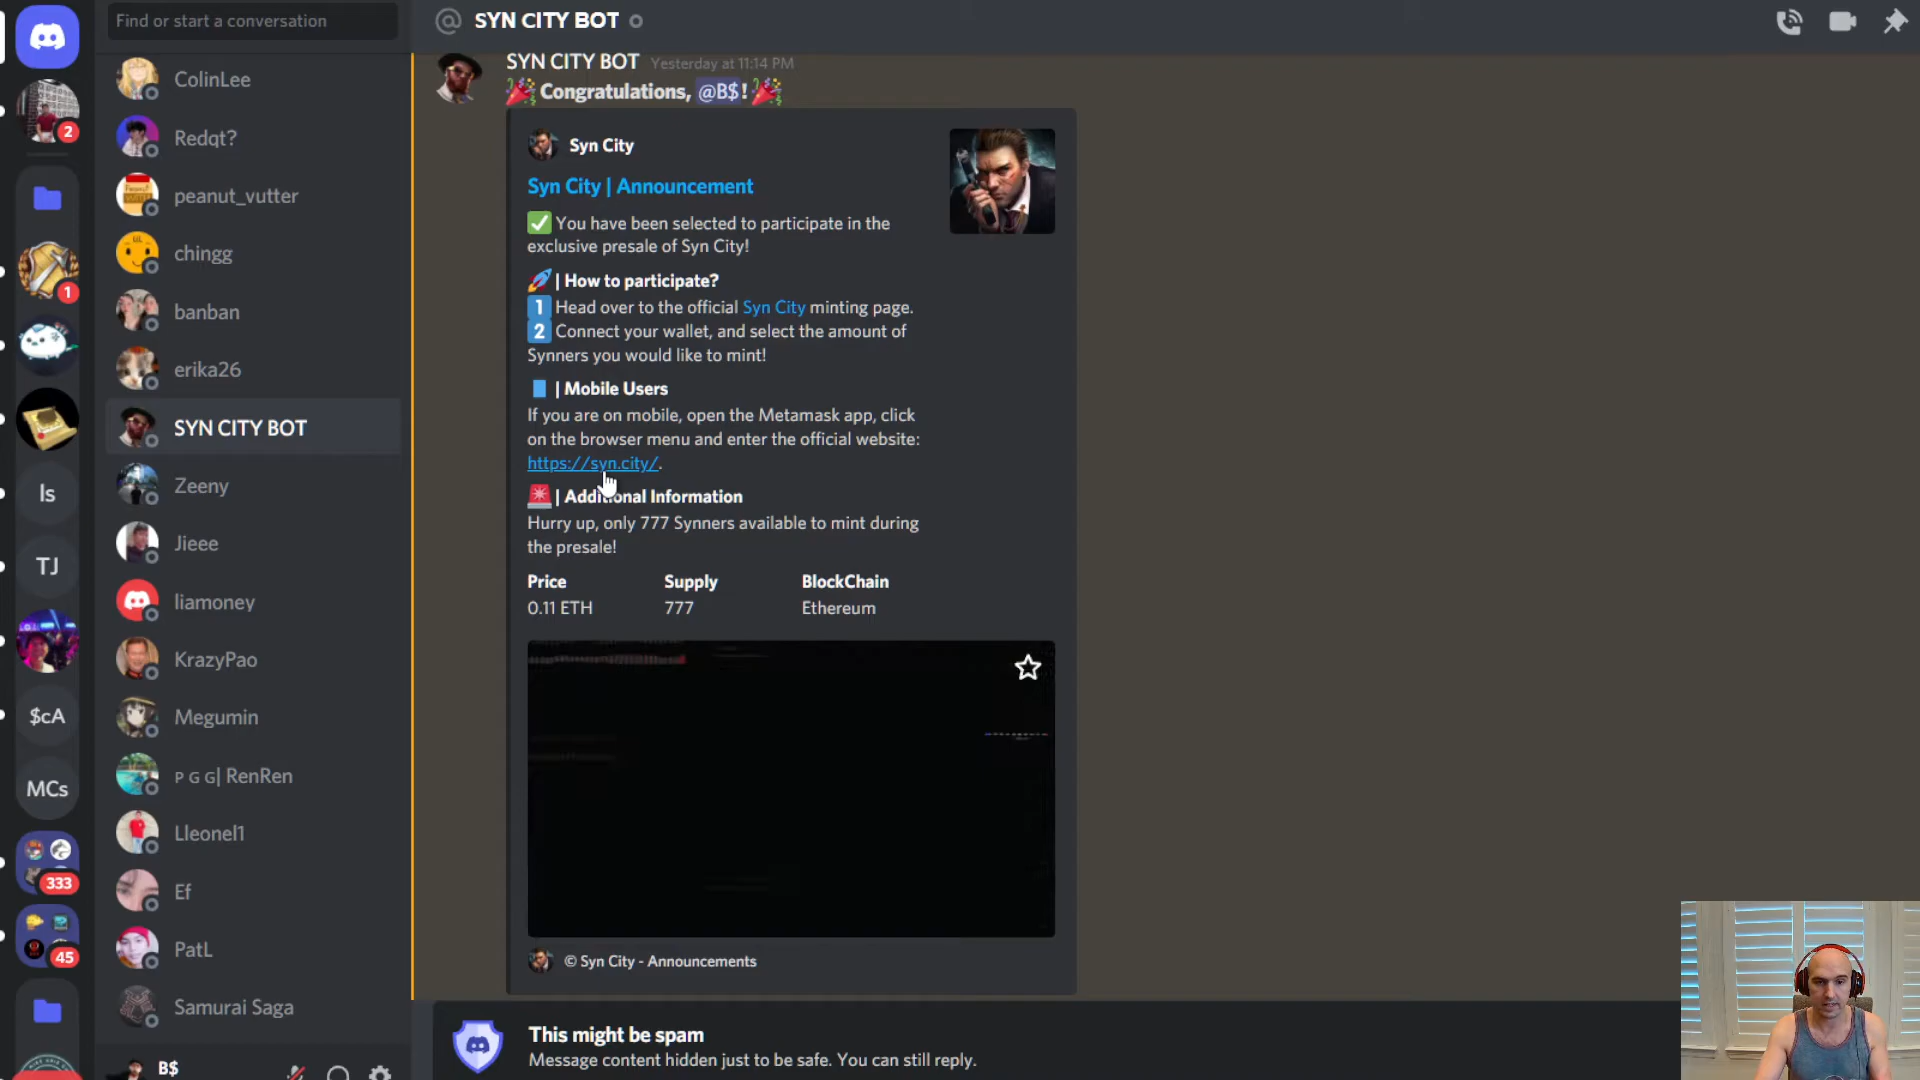 Find or start a conversation
@ SYN CITY BOT
ColinLee
Redqt?
peanut_vutter
chingg
banban
erika26
SYN CITY BOT
Zeeny
Jieee
liamoney
KrazyPao
Megumin
P G G| RenRen
Lleonel1
Ef
PatL
Samurai Saga
B$
2
1
ls
TJ
$cA
MCs
333
45
SYN CITY BOT Yesterday at 11:14 PM
🎉 Congratulations, @B$! 🎉
Syn City
Syn City | Announcement
✅ You have been selected to participate in the
exclusive presale of Syn City!
🚀 | How to participate?
1 Head over to the official Syn City minting page.
2 Connect your wallet, and select the amount of
Synners you would like to mint!
| Mobile Users
If you are on mobile, open the Metamask app, click
on the browser menu and enter the official website:
https://syn.city/.
🚨 | Additional Information
Hurry up, only 777 Synners available to mint during
the presale!
Price Supply BlockChain
0.11 ETH 777 Ethereum
© Syn City - Announcements
This might be spam
Message content hidden just to be safe. You can still reply.